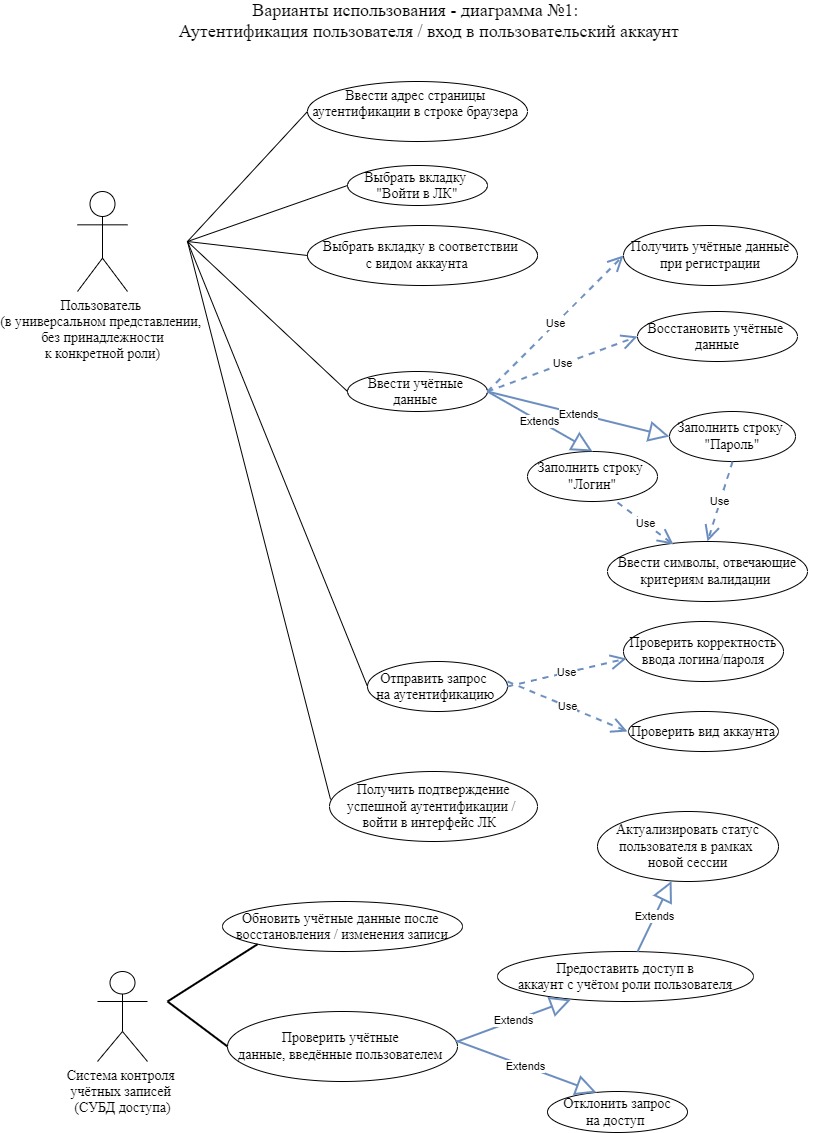 Варианты использования - диаграмма №1:
Аутентификация пользователя / вход в пользовательский аккаунт
Ввести адрес страницы
аутентификации в строке браузера
Выбрать вкладку
"Войти в ЛК"
Выбрать вкладку в соответствии
с видом аккаунта
Получить учётные данные
при регистрации
Пользователь
(в универсальном представлении,
без принадлежности
к конкретной роли)
Use
Восстановить учётные
данные
Use
Ввести учётные
данные
Extends
Extends
Заполнить строку
"Пароль"
Заполнить строку
"Логин"
Use
Use
Ввести символы, отвечающие
критериям валидации
Проверить корректность
ввода логина/пароля
Use
Отправить запрос
на аутентификацию
Use
Проверить вид аккаунта
Получить подтверждение
успешной аутентификации /
войти в интерфейс ЛК
Актуализировать статус
пользователя в рамках
новой сессии
Extends
Обновить учётные данные после
восстановления / изменения записи
Предоставить доступ в
аккаунт с учётом роли пользователя
Extends
Проверить учётные
данные, введённые пользователем
Extends
Система контроля
учётных записей
(СУБД доступа)
Отклонить запрос
на доступ